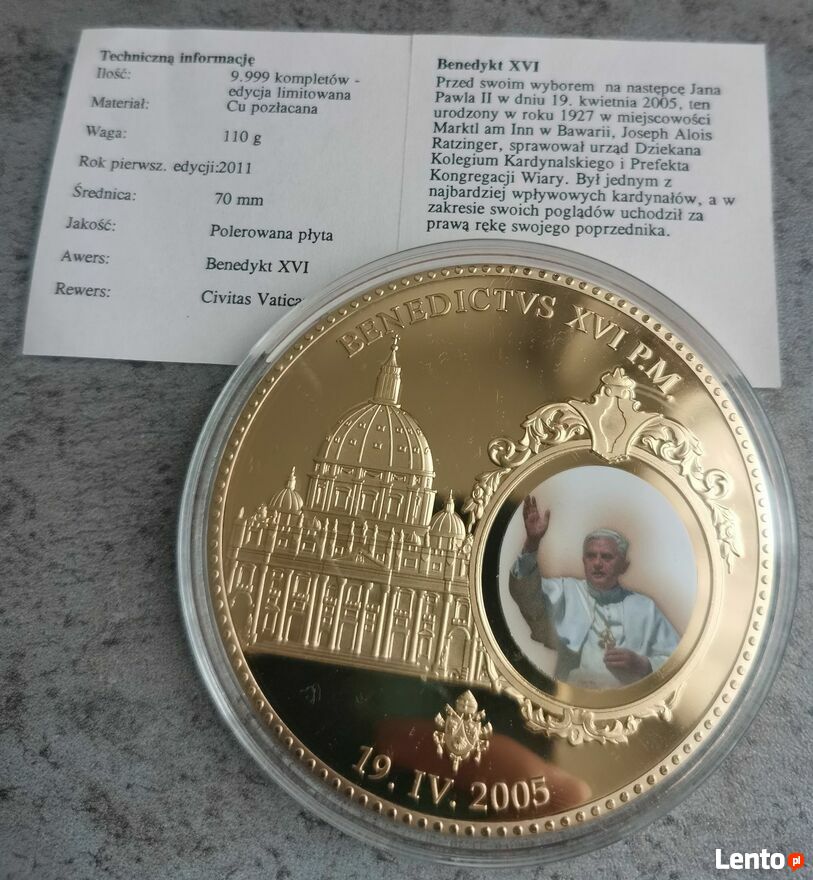 Techniczną informację
Ilość: 9.999 kompletów -
edycja limitowana
Materiał: Cu pozłacana
Waga: 110 g
Rok pierwsz. edycji:2011
Średnica: 70 mm
Jakość: Polerowana płyta
Awers: Benedykt XVI
Rewers: Civitas
Benedykt XVI
Przed swoim wyborem na następcę Jana
Pawla II w dniu 19. kwietnia 2005, ten
urodzony w roku 1927 w miejscowości
Marktl am Inn w Bawarii, Joseph Alois
Ratzinger, sprawował urząd Dziekana
Kolegium Kardynalskiego i Prefekta
Kongregacji Wiary. Był jednym z
najbardziej wpływowych kardynałów, a w
zakresie swoich poglądów uchodził za
prawą rękę swojego poprzednika.
BENEDICTVS XVI P.M
19. IV. 2005
Lento.pl